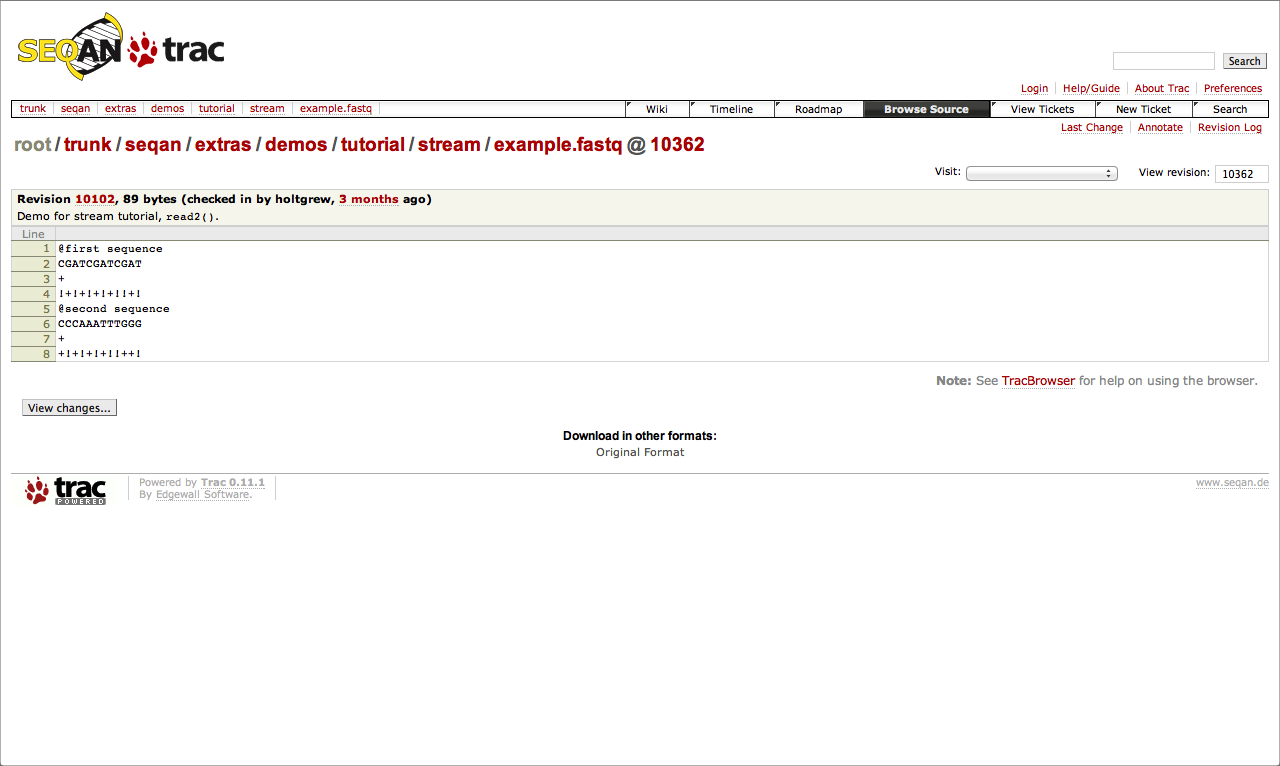 SEQAN trac
Search
Login Help/Guide About Trac Preferences
trunk seqan extras demos tutorial stream example.fastq Wiki Timeline Roadmap Browse Source View Tickets New Ticket Search
Last Change Annotate Revision Log
root/trunk/seqan/extras/demos/tutorial/stream/example.fastq @ 10362
Visit: View revision: 10362
Revision 10102, 89 bytes (checked in by holtgrew, 3 months ago)
Demo for stream tutorial, read2().
Line
1 @first sequence
2 CGATCGATCGAT
3 +
4 !+!+!+!+!!+!
5 @second sequence
6 CCCAAATTTGGG
7 +
8 +!+!+!+!!++!
Note: See TracBrowser for help on using the browser.
View changes...
Download in other formats:
Original Format
trac POWERED
Powered by Trac 0.11.1
By Edgewall Software.
www.seqan.de